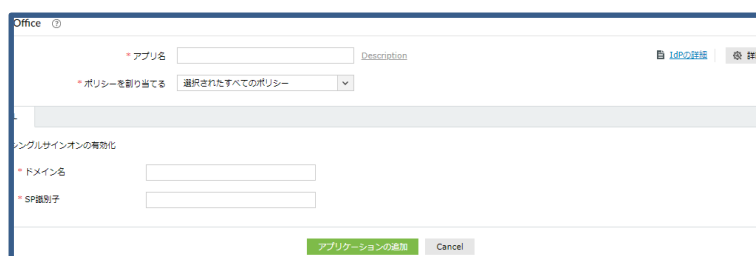 Office ?
* アプリ名 Description IdPの詳細
* ポリシーを割り当てる 選択されたすべてのポリシー
シングルサインオンの有効化
* ドメイン名
* SP識別子
アプリケーションの追加 Cancel